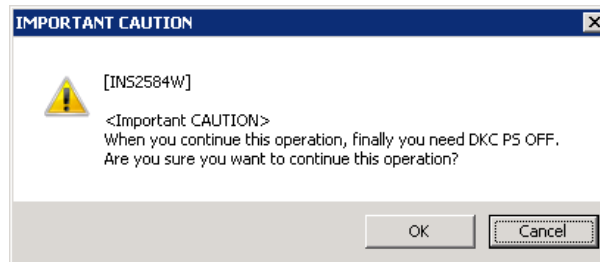 IMPORTANT CAUTION
[INS2584W]
<Important CAUTION>
When you continue this operation, finally you need DKC PS OFF.
Are you sure you want to continue this operation?
OK
Cancel